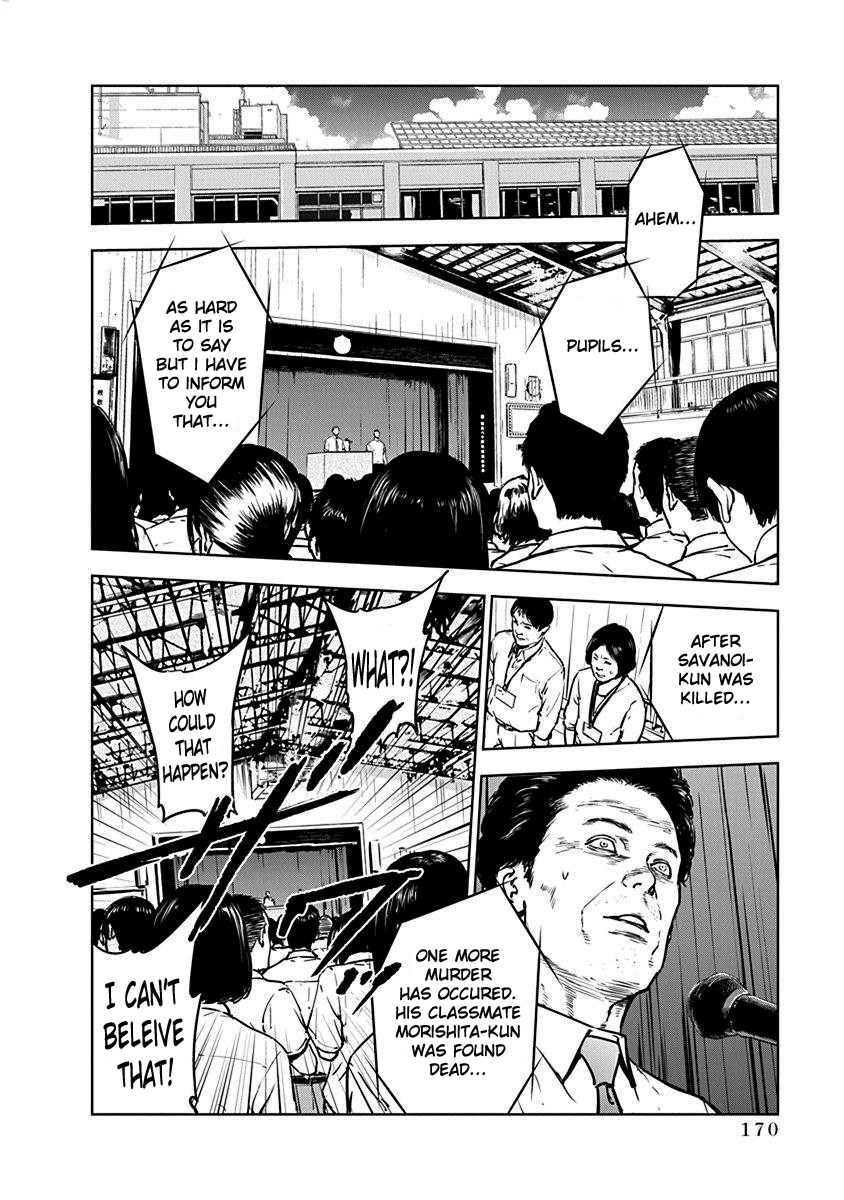 AHEM...
PUPILS...
AS HARD
AS IT IS
TO SAY
BUT I HAVE
TO INFORM
YOU
THAT...
AFTER
SAVANOI-
KUN WAS
KILLED...
WHAT?!
HOW
COULD
THAT
HAPPEN?
ONE MORE
MURDER
HAS OCCURED.
HIS CLASSMATE
MORISHITA-KUN
WAS FOUND
DEAD...
I CAN'T
BELEIVE
THAT!
170